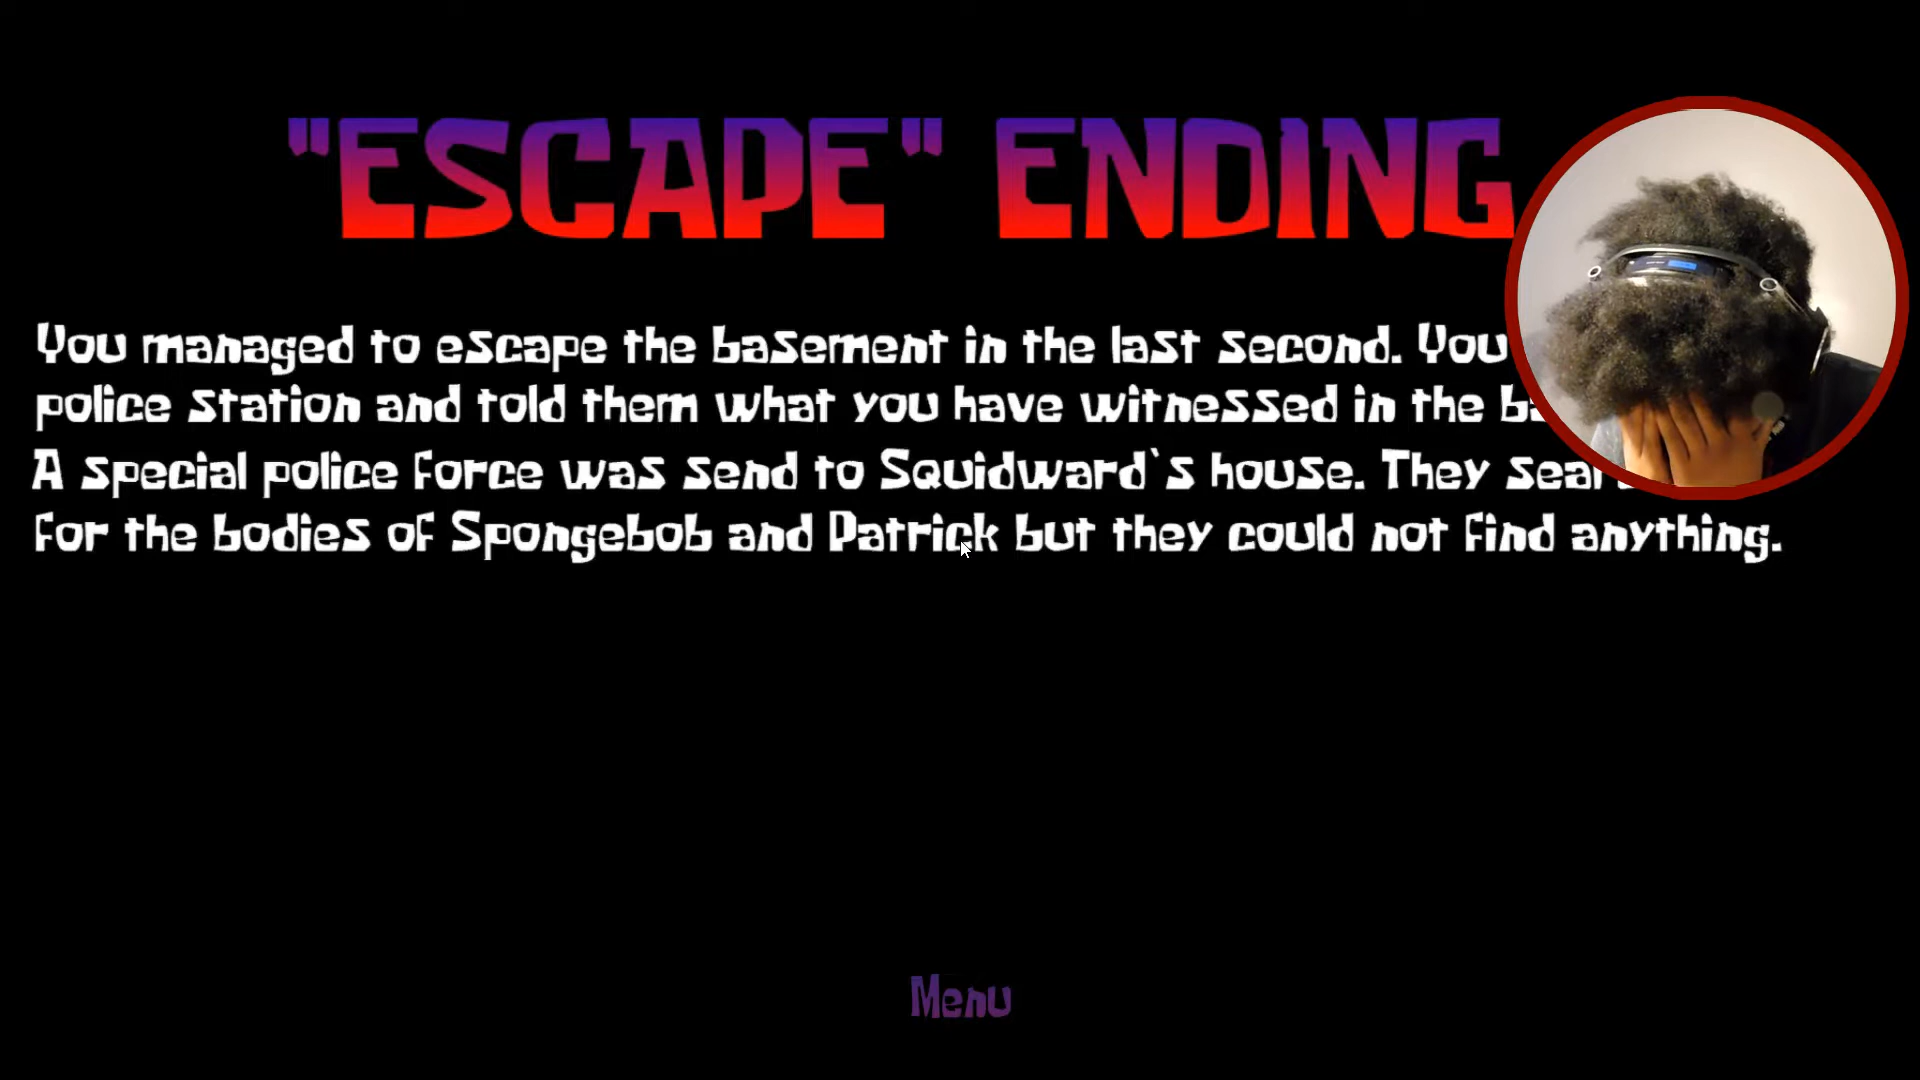 "ESCAPE" ENDING
You managed to escape the basement in the last second. You
police station and told them what you have witnessed in the
A special police force was send to Squidward`s house. They
for the bodies of Spongebob and Patrick but they could not find anything.
Menu